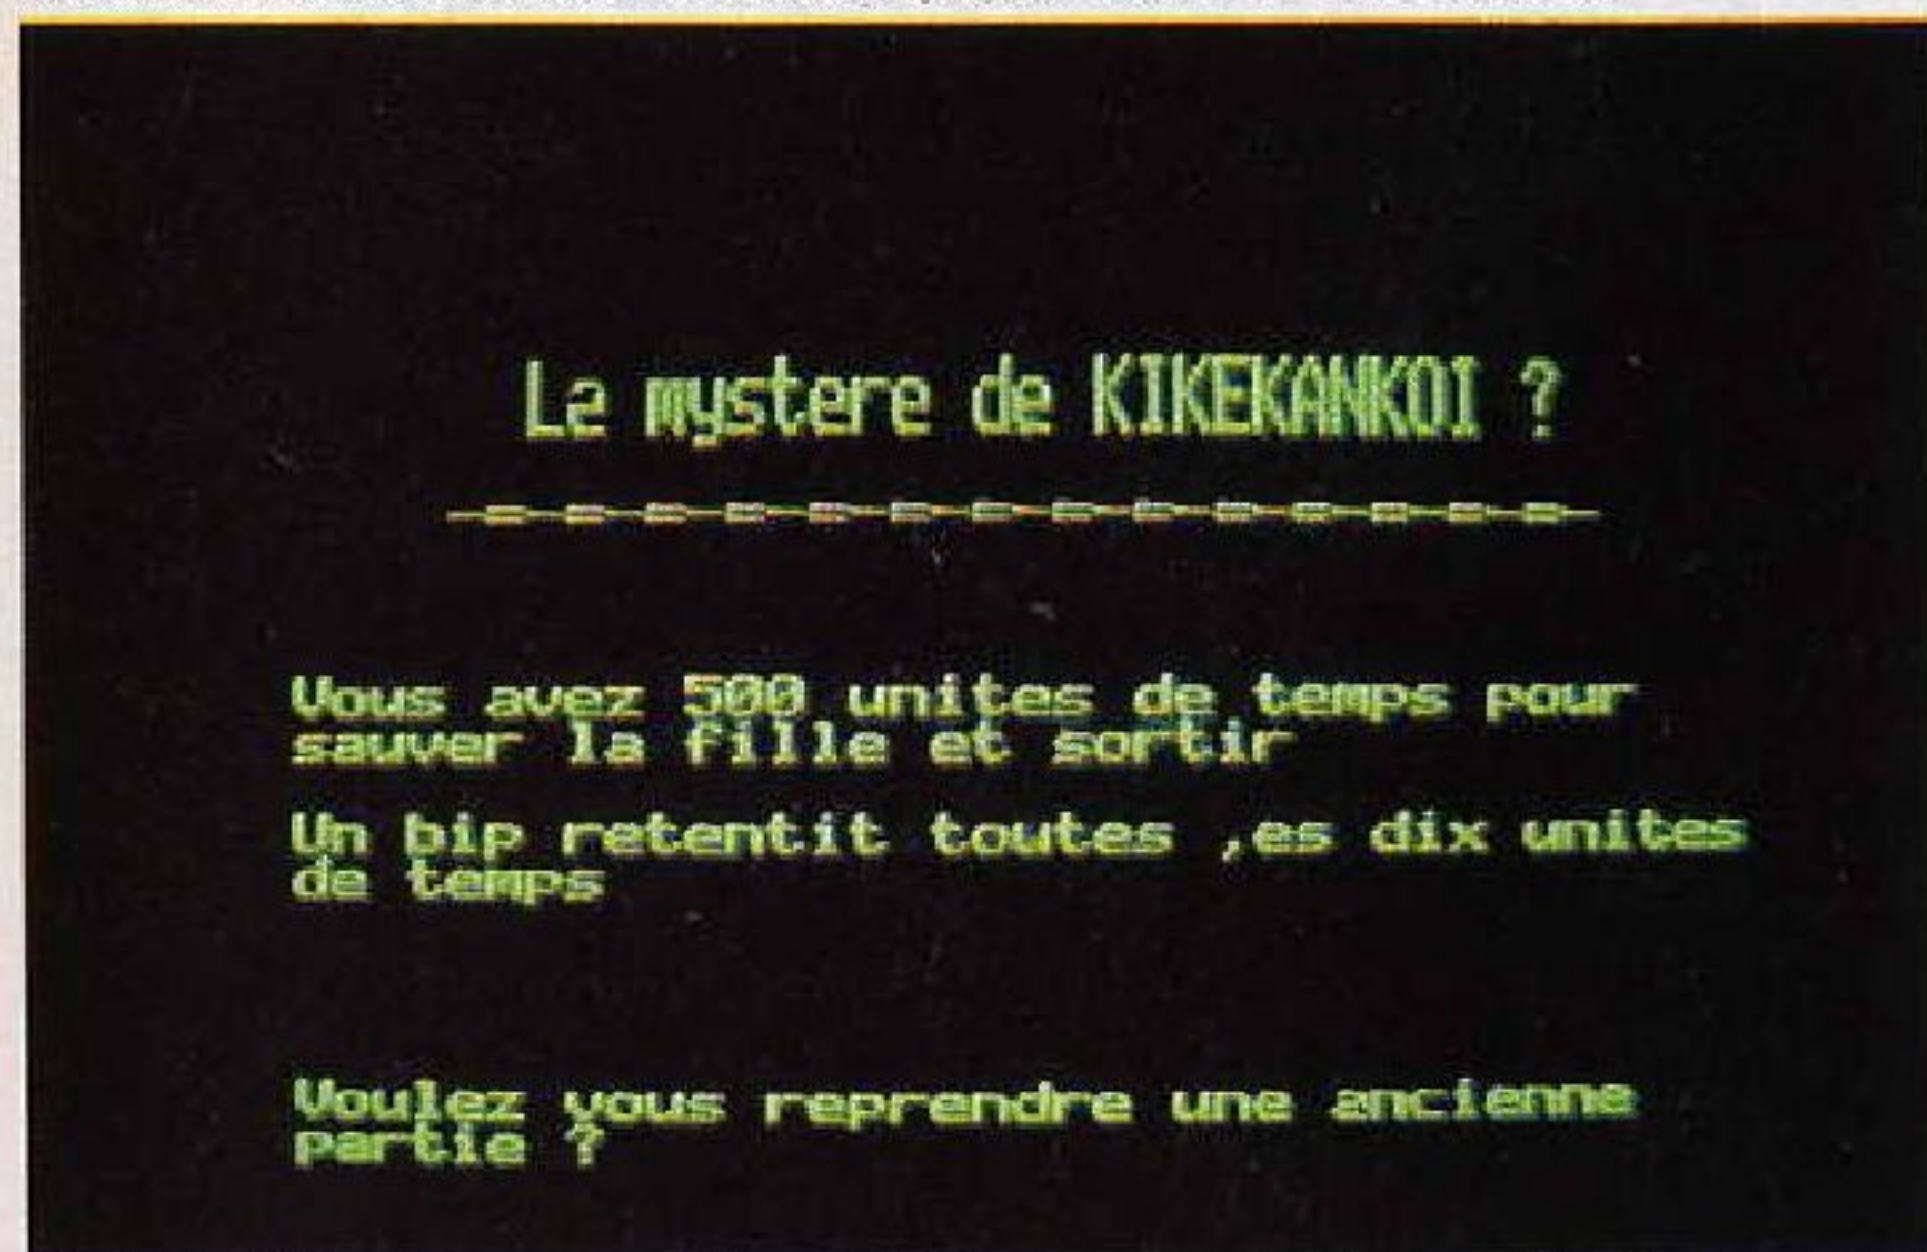 Le mystere de KIKEKANKOI ?
Vous avez 500 unites de temps pour
sauver la fille et sortir
Un bip retentit toutes ,es dix unites
de temps
Voulez vous reprendre une ancienne
partie ?